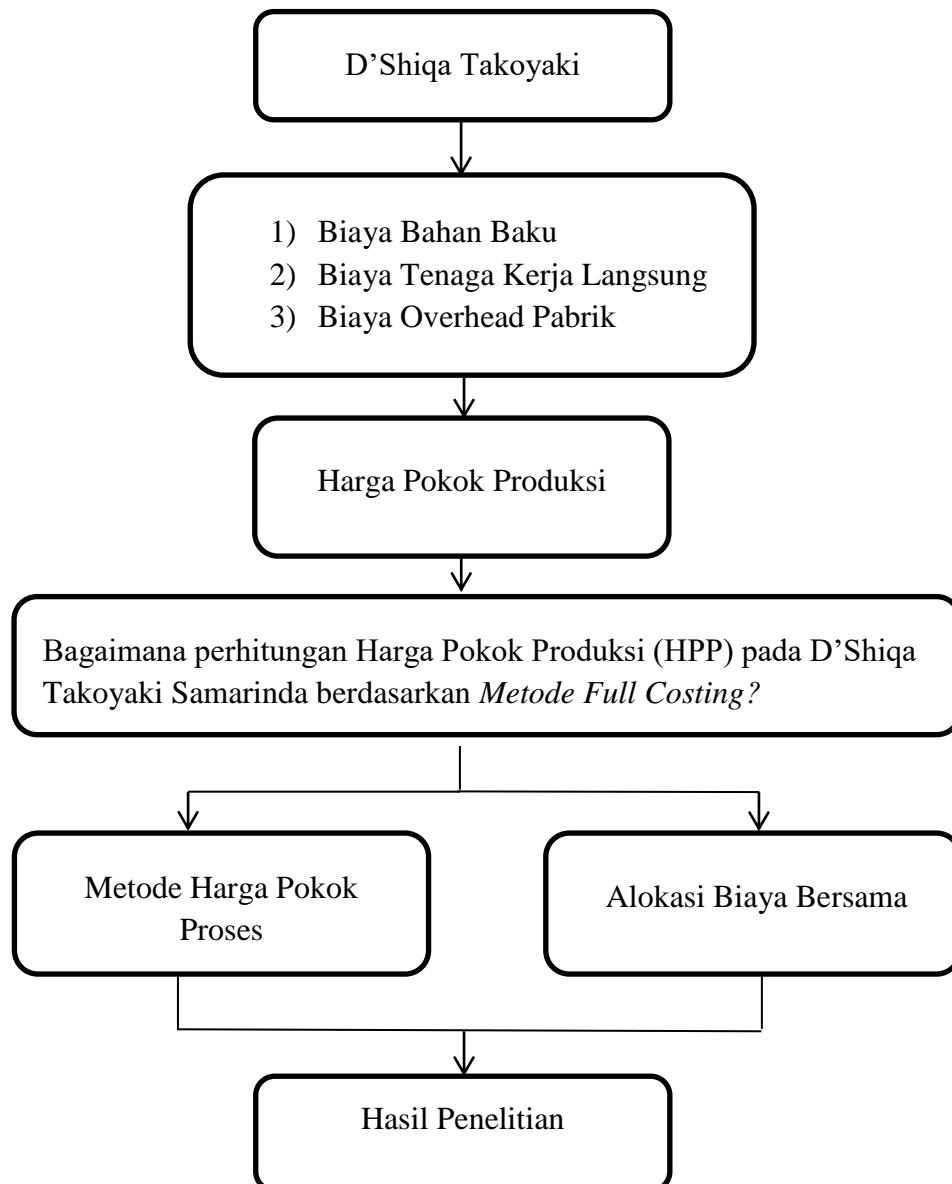 D’Shiqa Takoyaki
1) Biaya Bahan Baku
2) Biaya Tenaga Kerja Langsung
3) Biaya Overhead Pabrik
Harga Pokok Produksi
Bagaimana perhitungan Harga Pokok Produksi (HPP) pada D’Shiqa
Takoyaki Samarinda berdasarkan Metode Full Costing?
Metode Harga Pokok
Proses
Alokasi Biaya Bersama
Hasil Penelitian